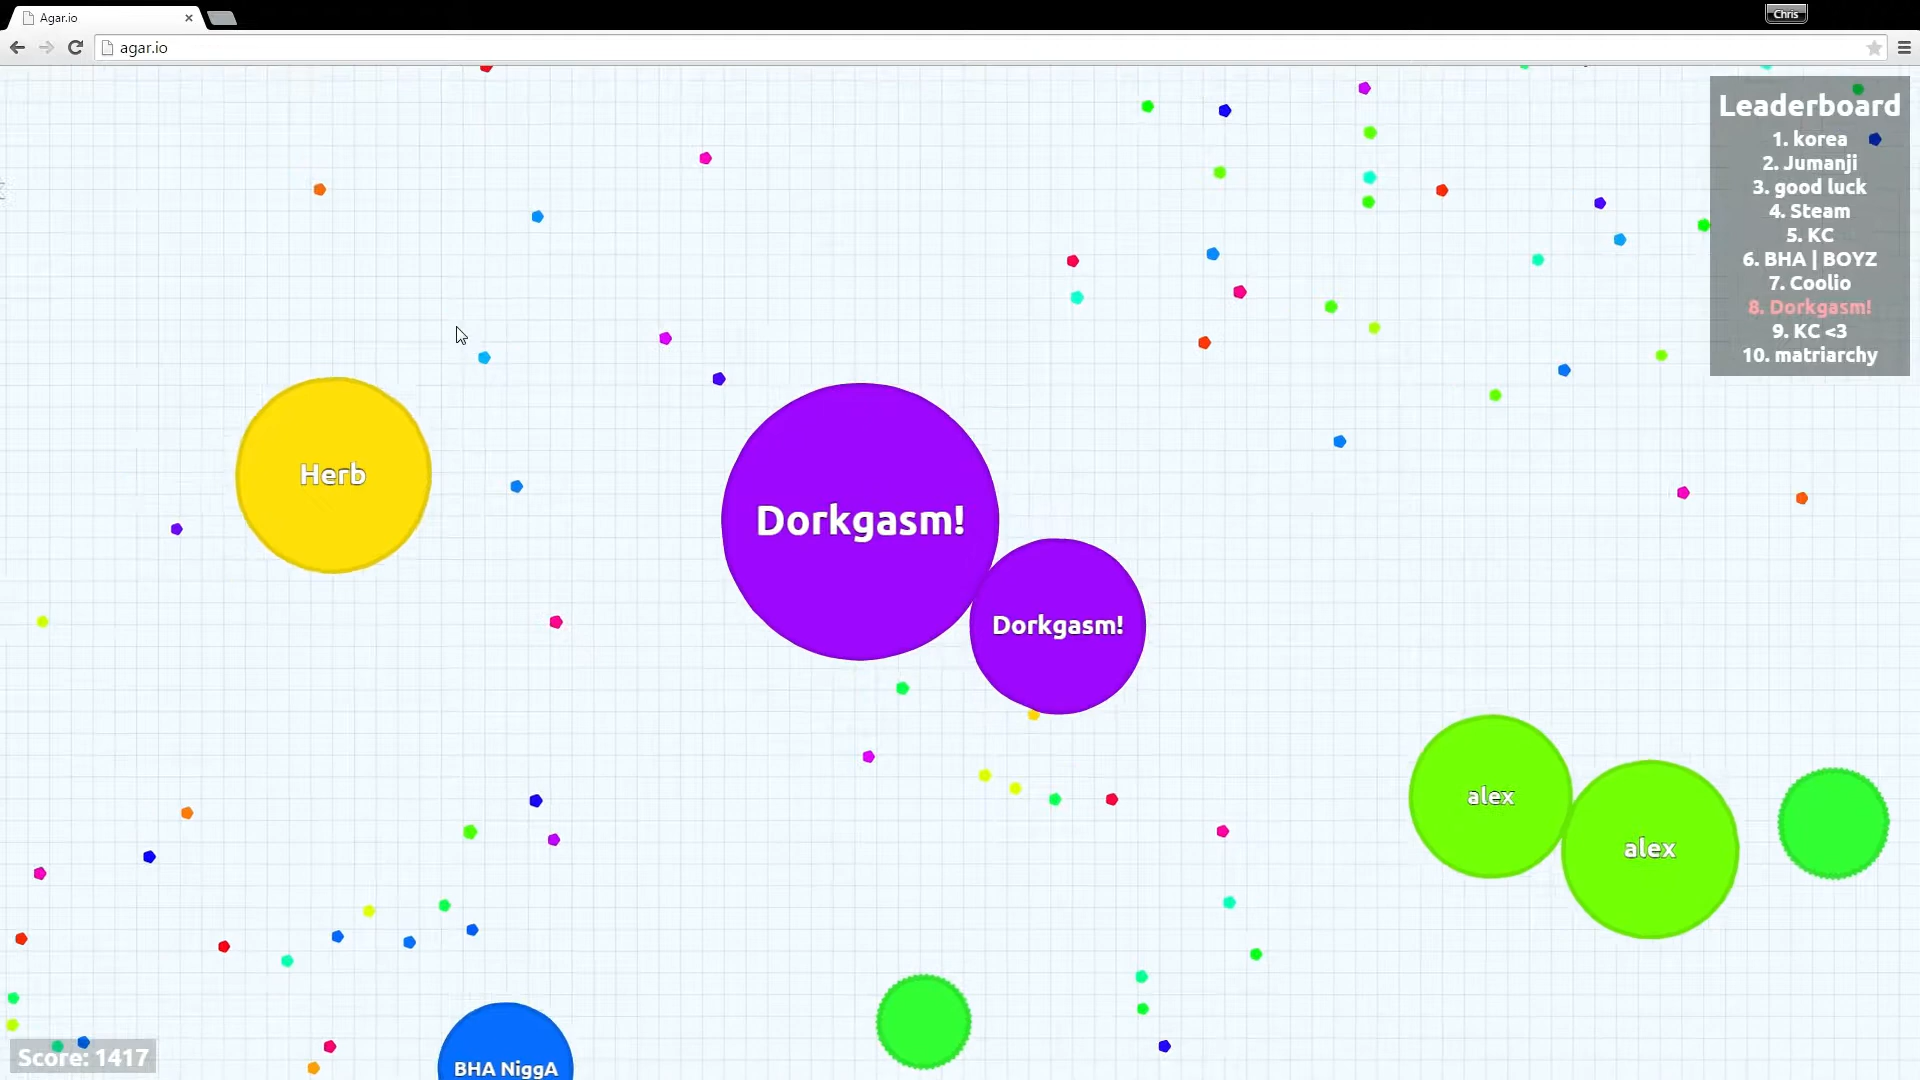 Agar.io
Chris
agar.io
Leaderboard
1. korea
2. Jumanji
3. good luck
4. Steam
5. KC
6. BHA | BOYZ
7. Coolio
8. Dorkgasm!
9. KC <3
10. matriarchy
Herb
Dorkgasm!
Dorkgasm!
alex
alex
BHA NiggA
Score: 1417